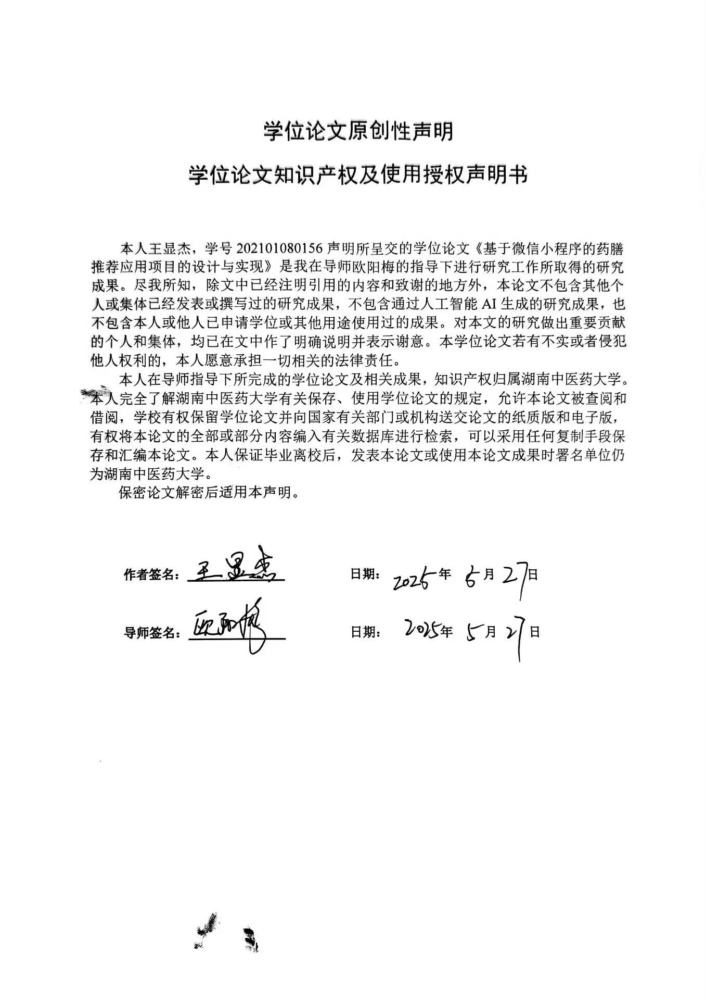 学位论文原创性声明
学位论文知识产权及使用授权声明书
本人王显杰，学号 202101080156 声明所呈交的学位论文《基于微信小程序的药膳
推荐应用项目的设计与实现》是我在导师欧阳梅的指导下进行研究工作所取得的研究
成果。尽我所知，除文中已经注明引用的内容和致谢的地方外，本论文不包含其他个
人或集体已经发表或撰写过的研究成果，不包含通过人工智能 AI 生成的研究成果，也
不包含本人或他人已申请学位或其他用途使用过的成果。对本文的研究做出重要贡献
的个人和集体，均已在文中作了明确说明并表示谢意。本学位论文若有不实或者侵犯
他人权利的，本人愿意承担一切相关的法律责任。
本人在导师指导下所完成的学位论文及相关成果，知识产权归属湖南中医药大学。
本人完全了解湖南中医药大学有关保存、使用学位论文的规定，允许本论文被查阅和
借阅，学校有权保留学位论文并向国家有关部门或机构送交论文的纸质版和电子版，
有权将本论文的全部或部分内容编入有关数据库进行检索，可以采用任何复制手段保
存和汇编本论文。本人保证毕业离校后，发表本论文或使用本论文成果时署名单位仍
为湖南中医药大学。
保密论文解密后适用本声明。
作者签名：王显杰 日期：2025年 5月27日
导师签名：欧阳梅 日期：2025年 5月27日